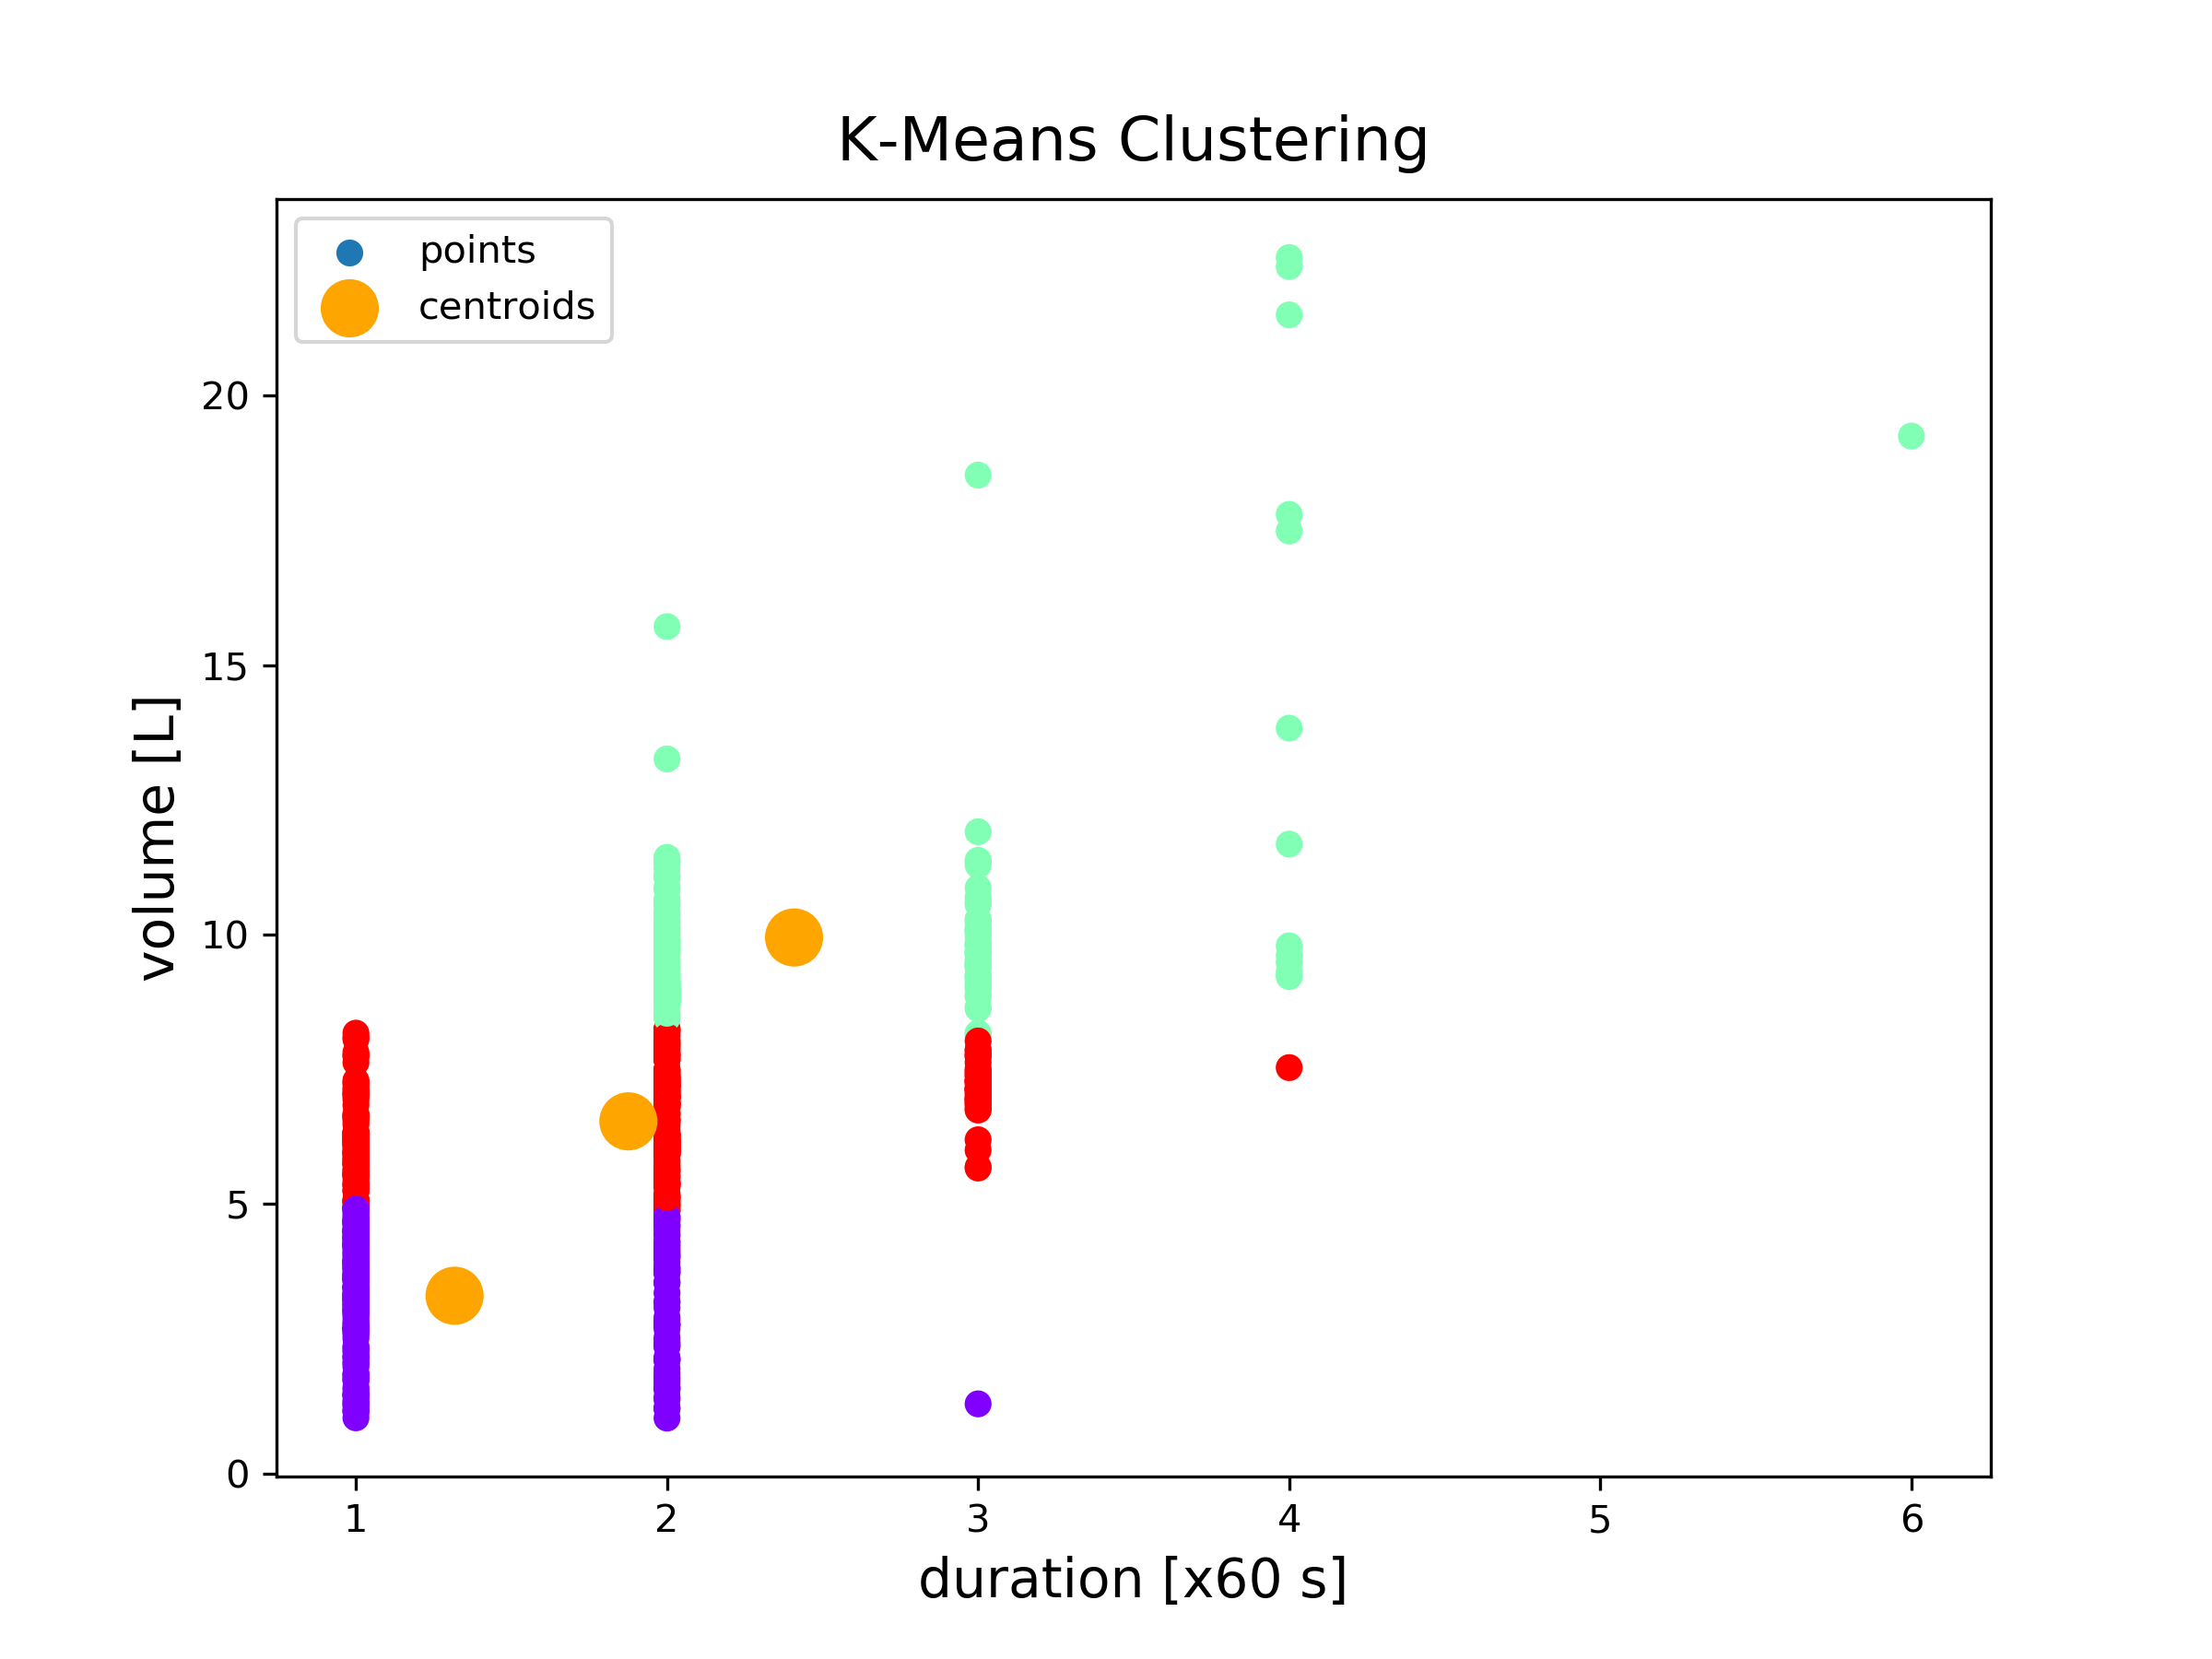 K-Means Clustering
points
centroids
20
15
10
5
0
volume [L]
1 2 3 4 5 6
duration [x60 s]